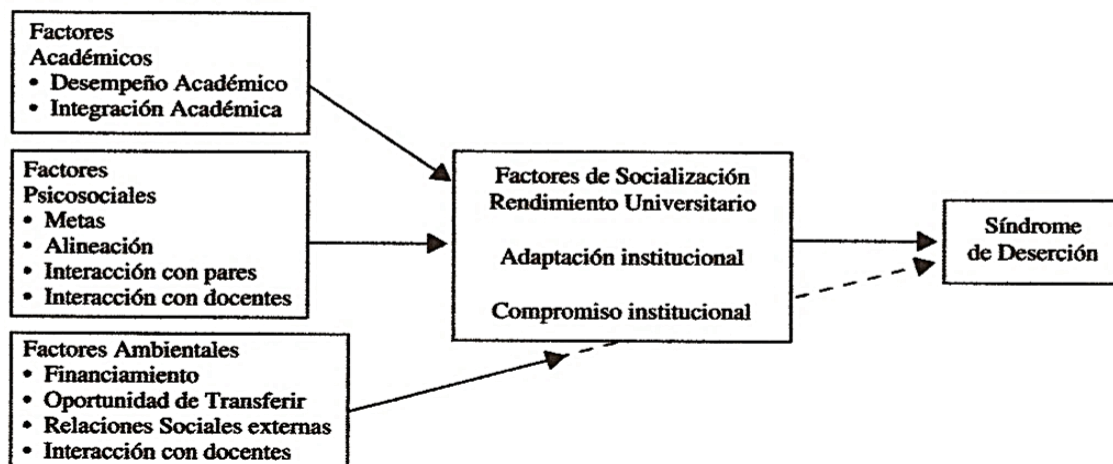 Factores
Académicos
• Desempeño Académico
• Integración Académica
Factores
Psicosociales
• Metas
• Alineación
• Interacción con pares
• Interacción con docentes
Factores Ambientales
• Financiamiento
• Oportunidad de Transferir
• Relaciones Sociales externas
• Interacción con docentes
Factores de Socialización
Rendimiento Universitario
Adaptación institucional
Compromiso institucional
Síndrome
de Deserción